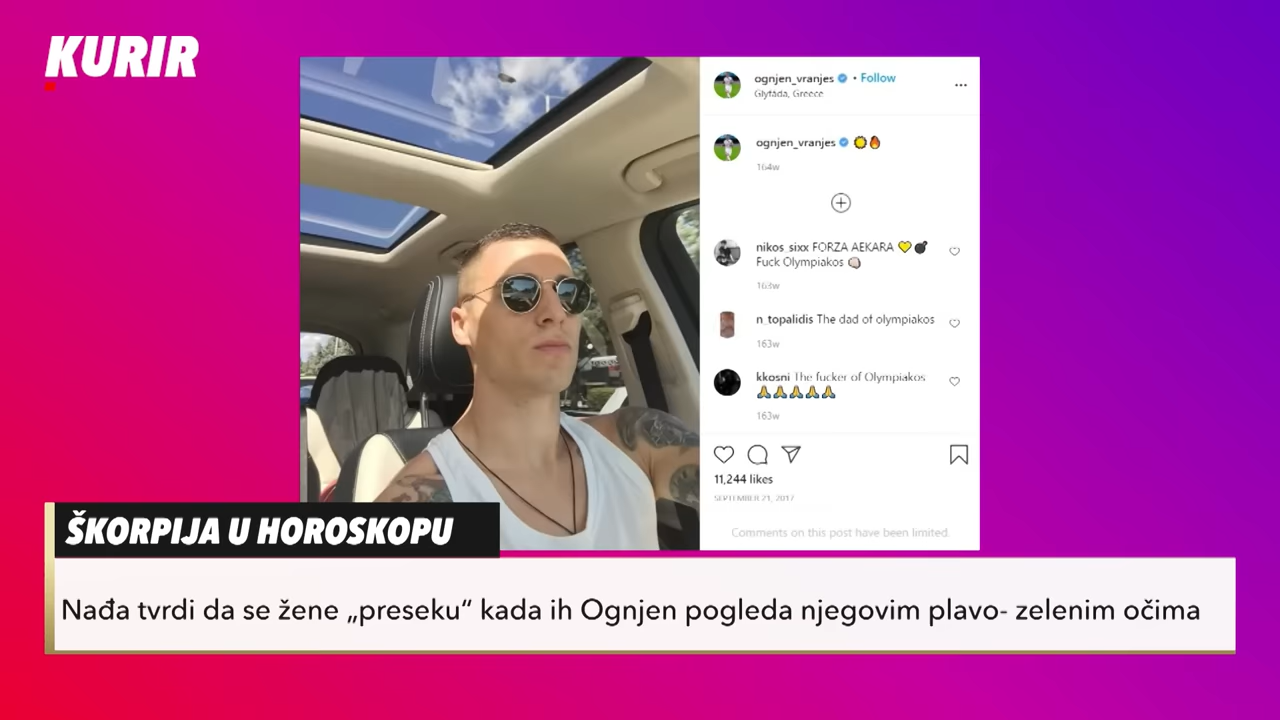 KURIR
ognjen_vranjes • Follow
Glyfáda, Greece
ognjen_vranjes
164w
nikos_sixx FORZA AEKARA
Fuck Olympiakos
163w
n_topalidis The dad of olympiakos
163w
kkosni The fucker of Olympiakos
163w
11,244 likes
SEPTEMBER 21, 2017
Comments on this post have been limited.
ŠKORPIJA U HOROSKOPU
Nađa tvrdi da se žene „preseku“ kada ih Ognjen pogleda njegovim plavo- zelenim očima